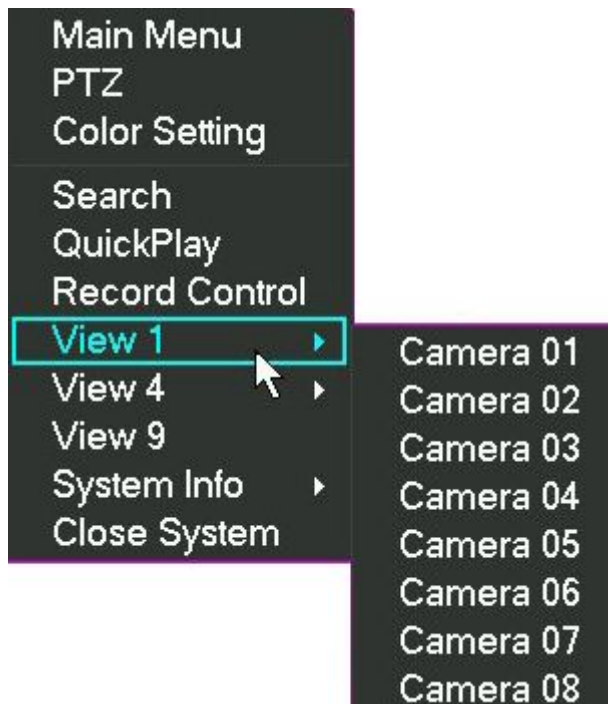 Main Menu
PTZ
Color Setting
Search
QuickPlay
Record Control
View 1
View 4
View 9
System Info
Close System
Camera 01
Camera 02
Camera 03
Camera 04
Camera 05
Camera 06
Camera 07
Camera 08